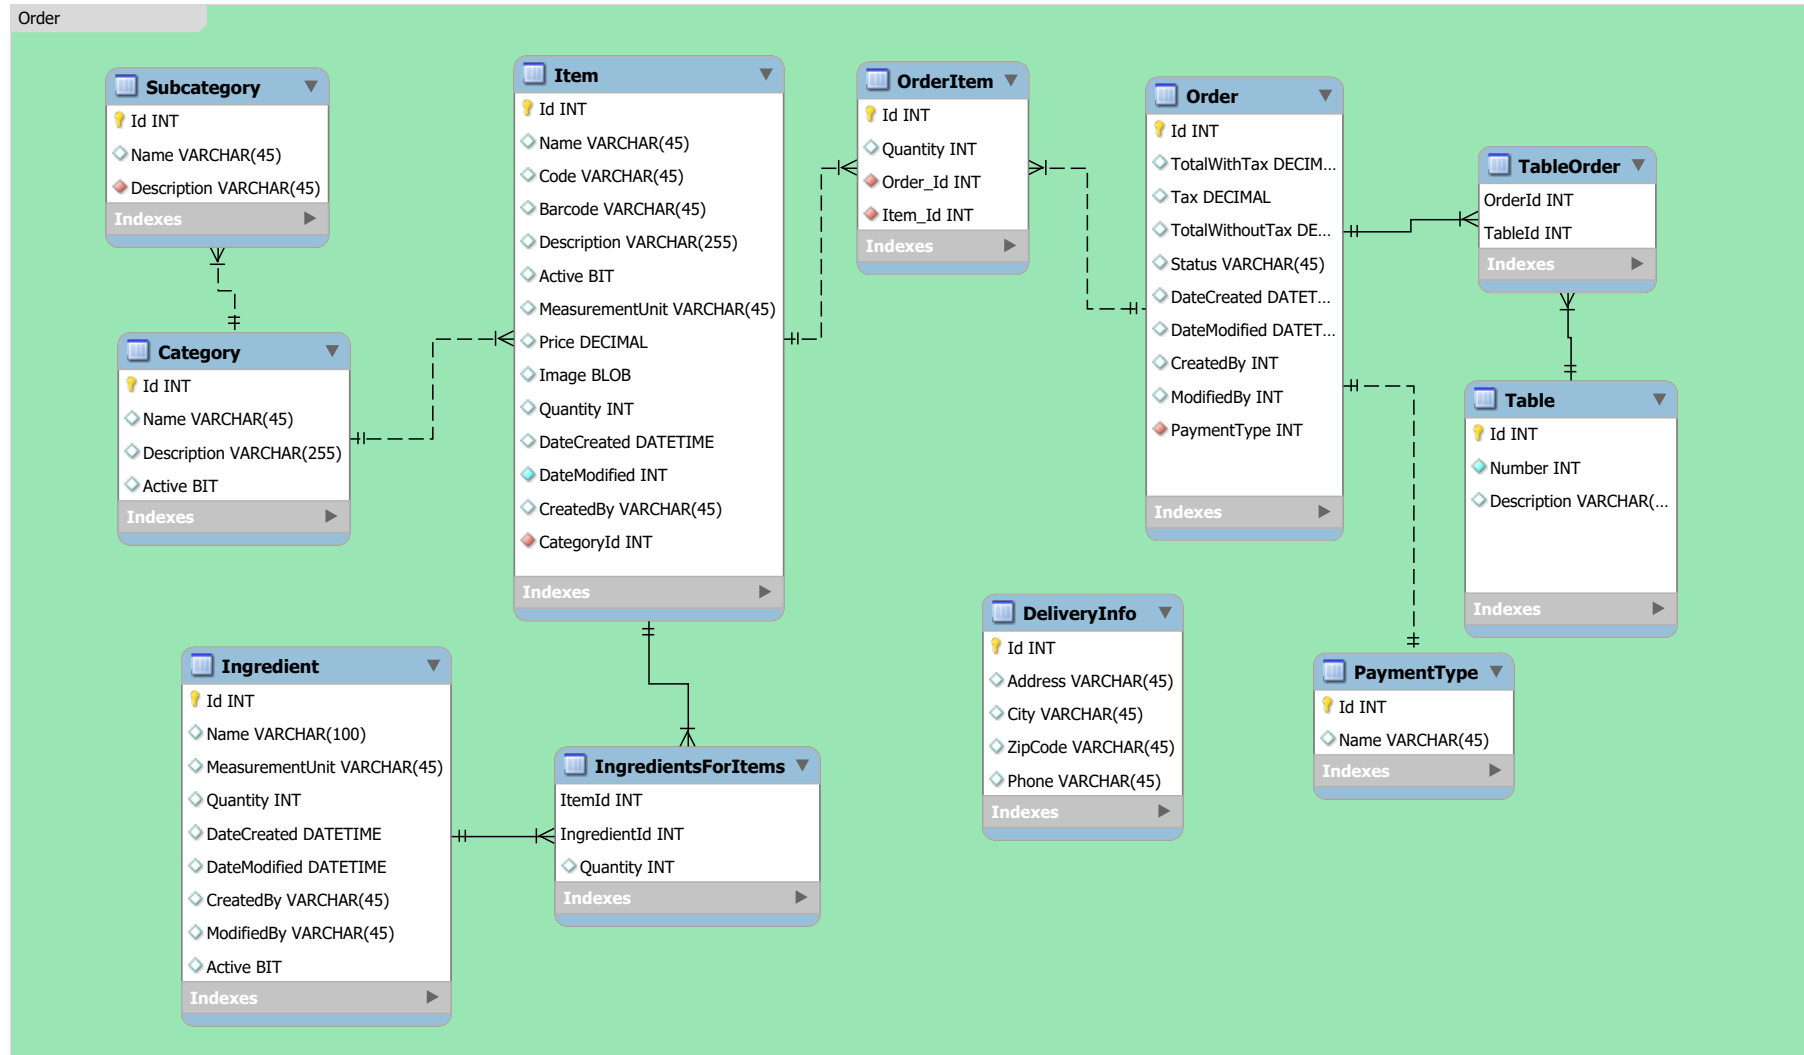 Order
Subcategory
Id INT
Name VARCHAR(45)
Description VARCHAR(45)
Indexes
Category
Id INT
Name VARCHAR(45)
Description VARCHAR(255)
Active BIT
Indexes
Item
Id INT
Name VARCHAR(45)
Code VARCHAR(45)
Barcode VARCHAR(45)
Description VARCHAR(255)
Active BIT
MeasurementUnit VARCHAR(45)
Price DECIMAL
Image BLOB
Quantity INT
DateCreated DATETIME
DateModified INT
CreatedBy VARCHAR(45)
CategoryId INT
Indexes
OrderItem
Id INT
Quantity INT
Order_Id INT
Item_Id INT
Indexes
Order
Id INT
TotalWithTax DECIM...
Tax DECIMAL
TotalWithoutTax DE...
Status VARCHAR(45)
DateCreated DATET...
DateModified DATET...
CreatedBy INT
ModifiedBy INT
PaymentType INT
Indexes
TableOrder
OrderId INT
TableId INT
Indexes
Table
Id INT
Number INT
Description VARCHAR(...
Indexes
Ingredient
Id INT
Name VARCHAR(100)
MeasurementUnit VARCHAR(45)
Quantity INT
DateCreated DATETIME
DateModified DATETIME
CreatedBy VARCHAR(45)
ModifiedBy VARCHAR(45)
Active BIT
Indexes
IngredientsForItems
ItemId INT
IngredientId INT
Quantity INT
Indexes
DeliveryInfo
Id INT
Address VARCHAR(45)
City VARCHAR(45)
ZipCode VARCHAR(45)
Phone VARCHAR(45)
Indexes
PaymentType
Id INT
Name VARCHAR(45)
Indexes